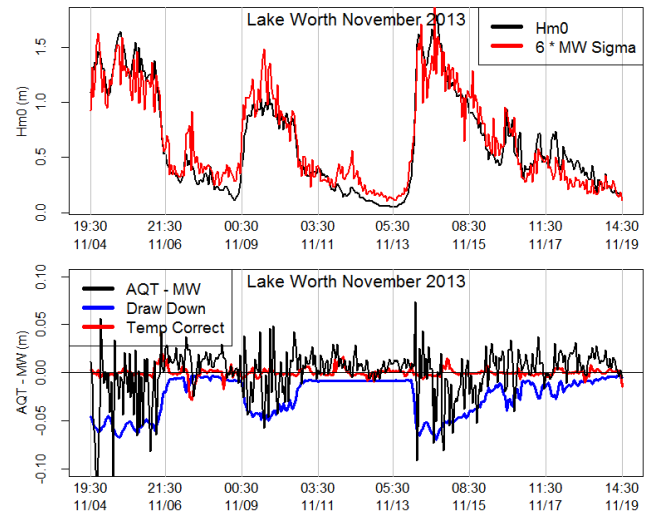 Lake Worth November 2013
Hm0
6 * MW Sigma
Hm0 (m)
1.5
1.0
0.5
0.0
19:30 21:30 00:30 03:30 05:30 08:30 11:30 14:30
11/04 11/06 11/09 11/11 11/13 11/15 11/17 11/19
Lake Worth November 2013
AQT - MW
Draw Down
Temp Correct
AQT - MW (m)
0.10
0.05
0.00
-0.05
-0.10
19:30 21:30 00:30 03:30 05:30 08:30 11:30 14:30
11/04 11/06 11/09 11/11 11/13 11/15 11/17 11/19